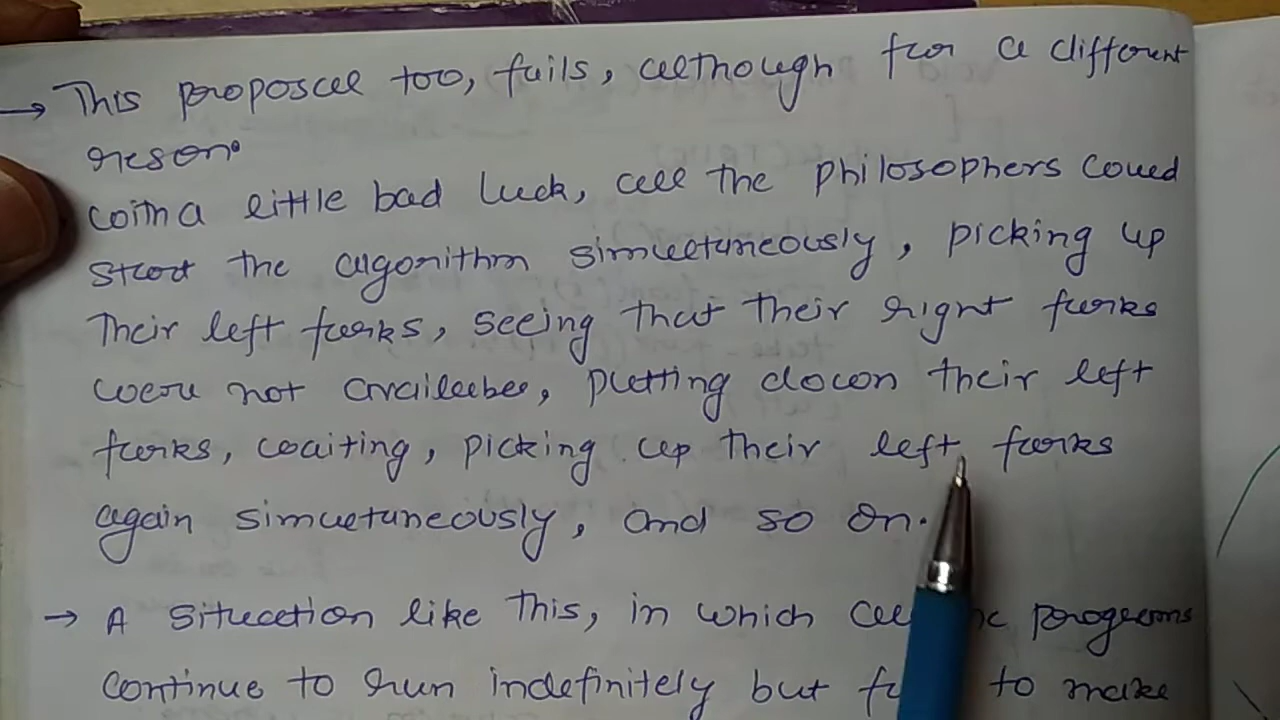 → This proposal too, fails, although for a different
reson.
with a little bad luck, all the philosophers could
start the algorithm simultaneously, picking up
Their left forks, seeing that their right forks
were not available, putting down their left
forks, waiting, picking up their left forks
again simultaneously, and so on.
→ A situation like this, in which all programs
continue to run indefinitely but to make